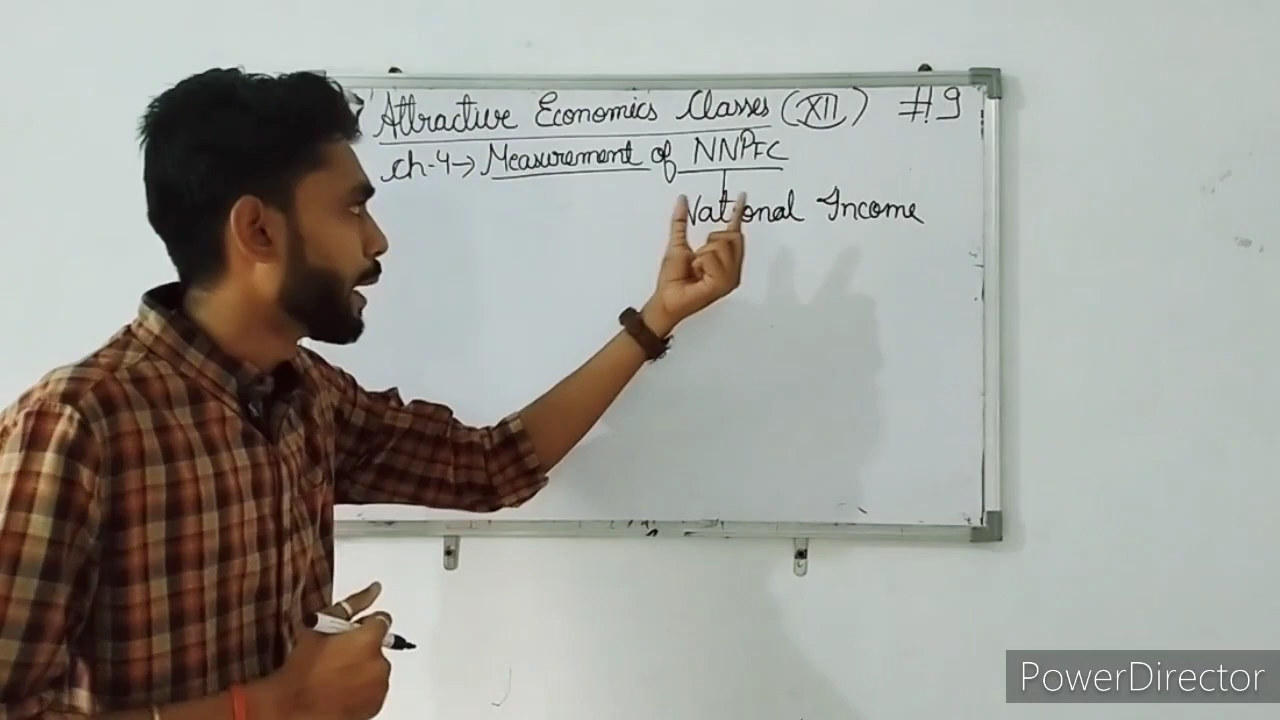 Attractive Economics Classes (XII) #9
ch-4→ Measurement of NNPFC
National Income
PowerDirector